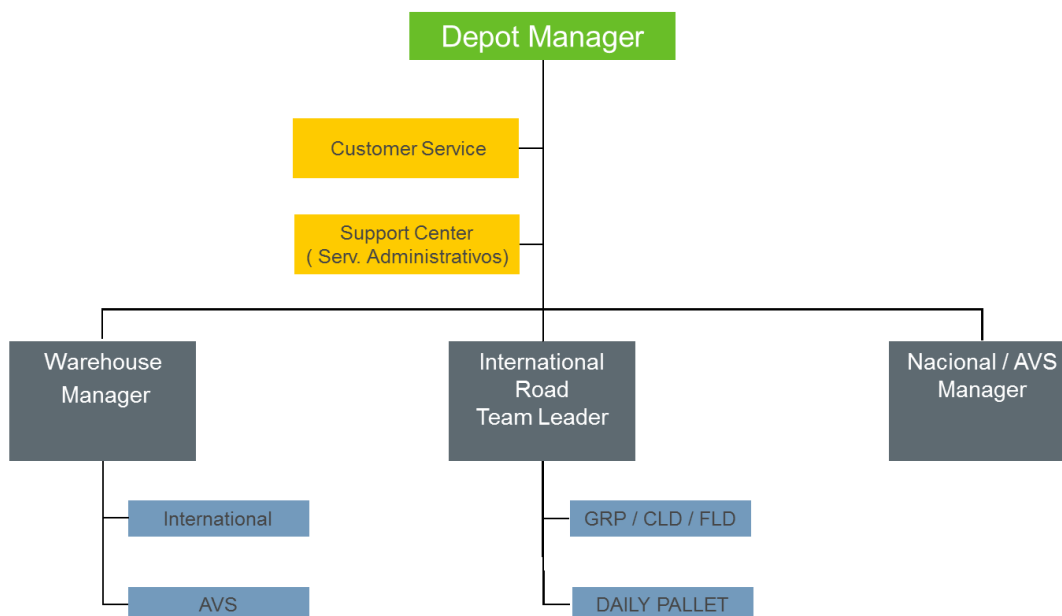 Depot Manager
Customer Service
Support Center
( Serv. Administrativos)
Warehouse
Manager
International
Road
Team Leader
Nacional / AVS
Manager
International
GRP / CLD / FLD
AVS
DAILY PALLET